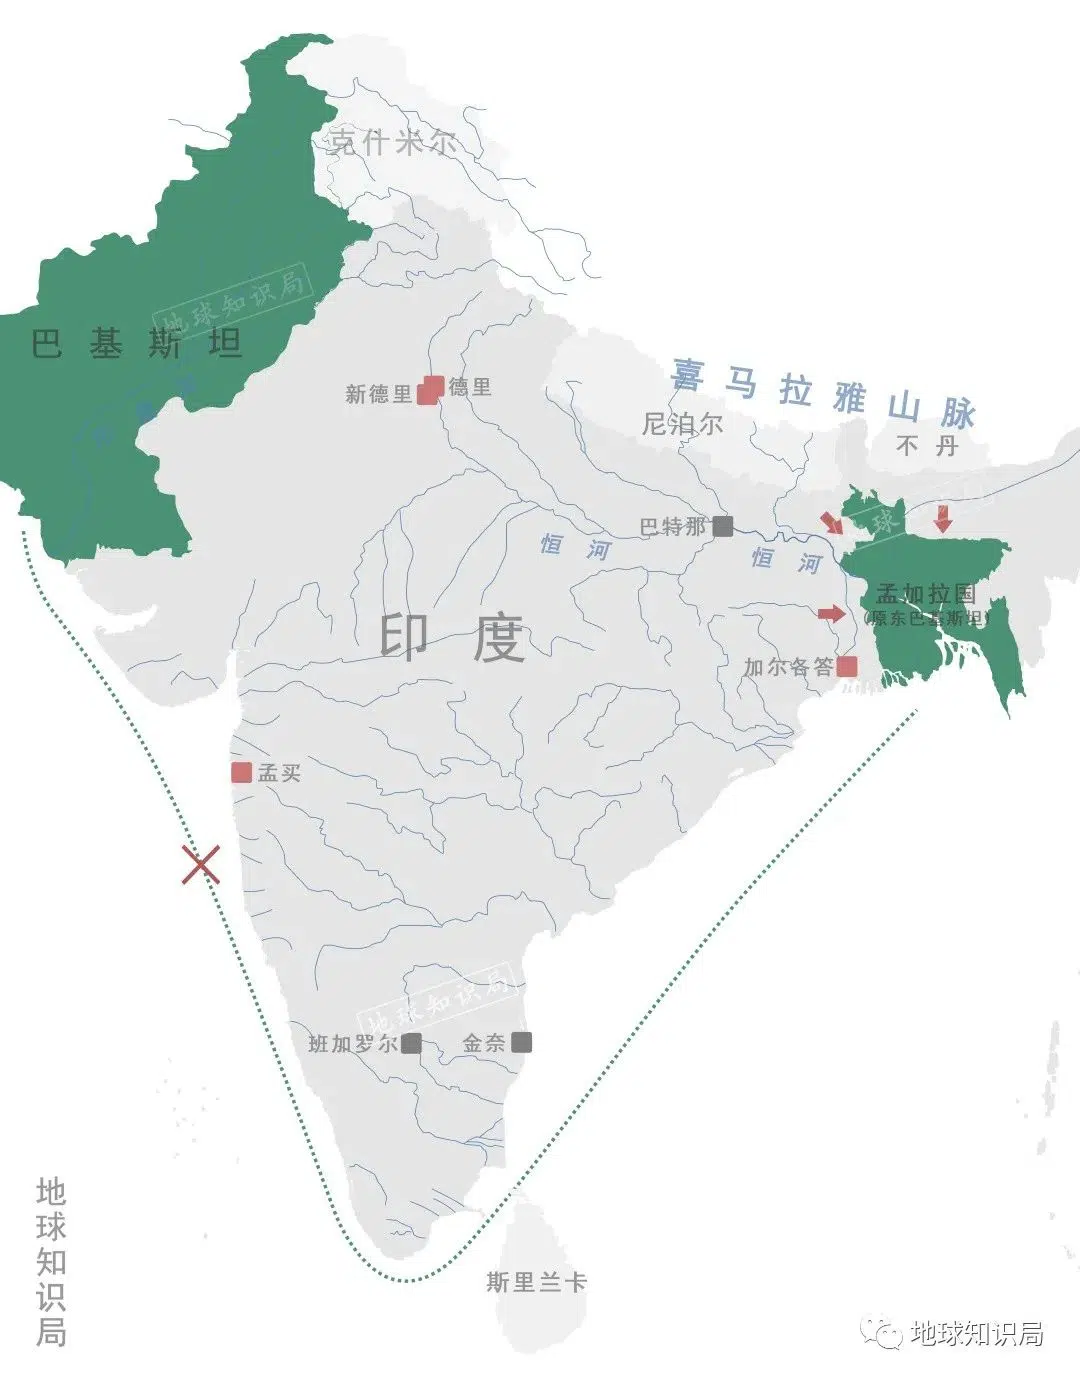 克什米尔
地球知识局
巴基斯坦
新德里
德里
喜马拉雅山脉
尼泊尔
不丹
巴特那
恒河
恒河
地球
孟加拉国
(原东巴基斯坦)
印度
加尔各答
孟买
地球知识局
班加罗尔
金奈
斯里兰卡
地球知识局
地球知识局